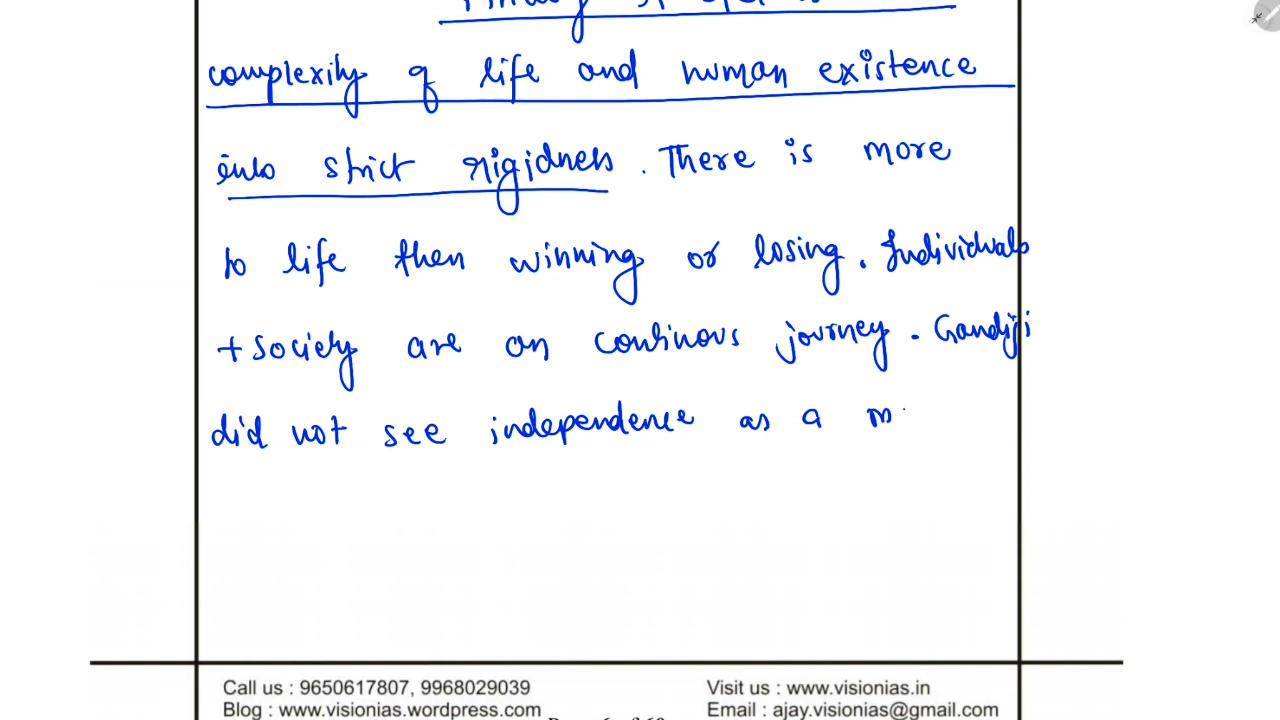 complexity of life and human existence
into strict rigidness. There is more
to life then winning or losing. Individuals
+ society are on continous journey. Gandiji
did not see independence as a
Call us : 9650617807, 9968029039
Visit us : www.visionias.in
Blog : www.visionias.wordpress.com
Email : ajay.visionias@gmail.com